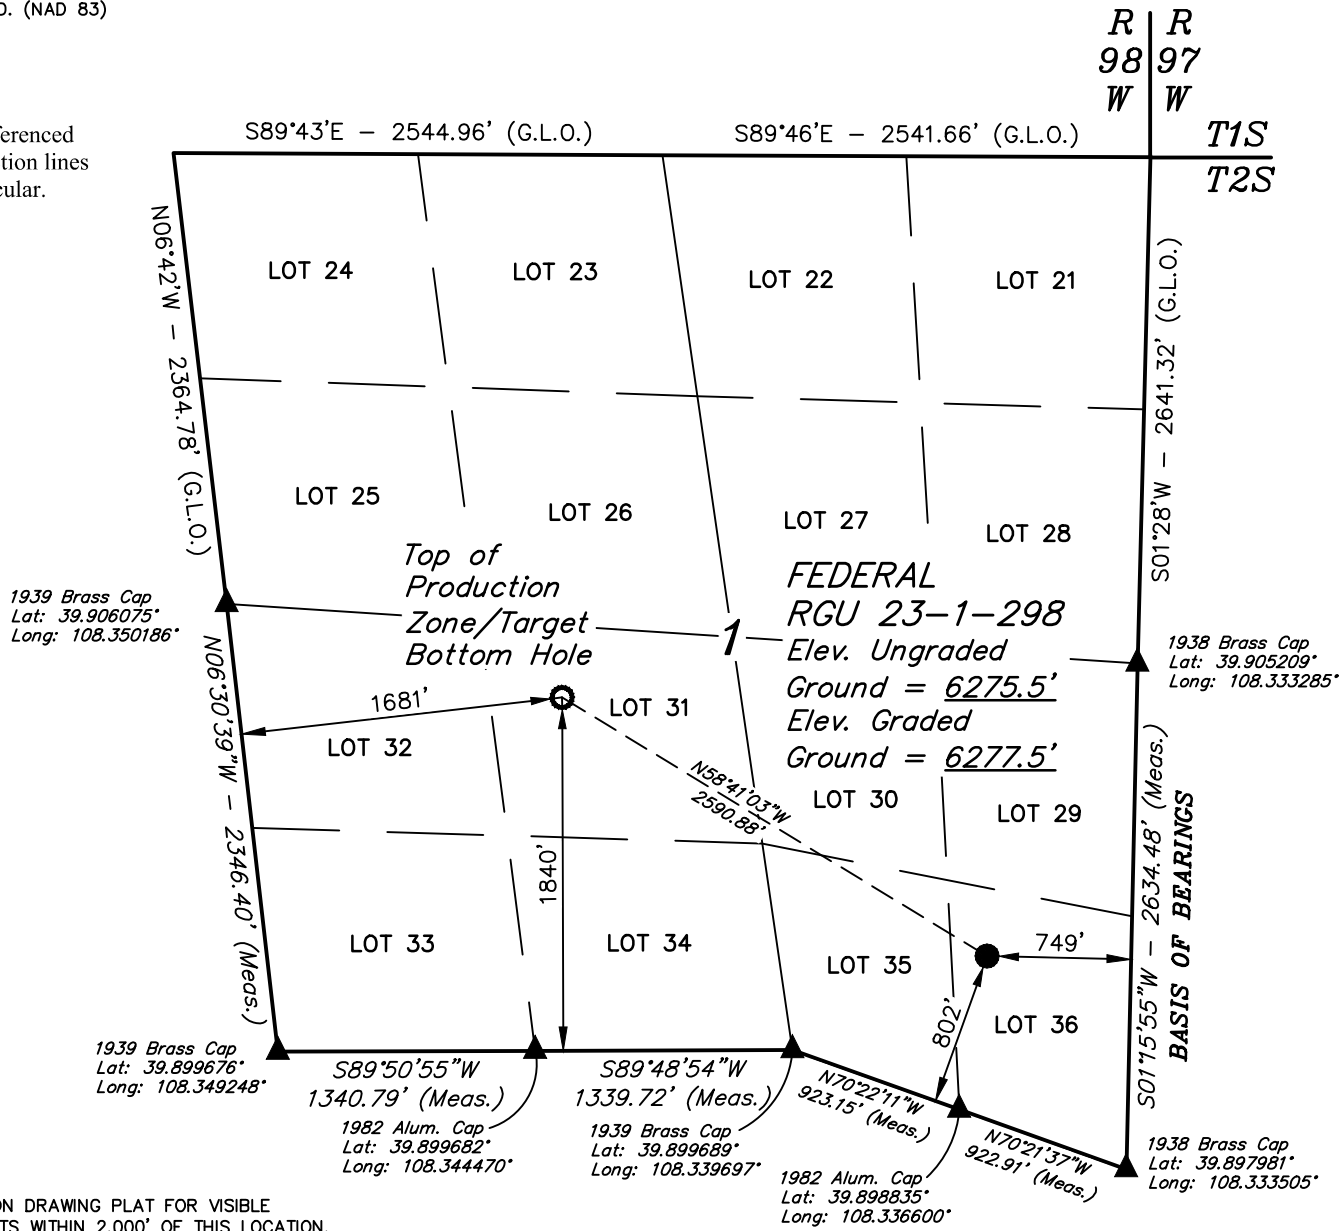 D. (NAD 83)
R R
98 97
W W
T1S
T2S
ferenced
tion lines
cular.
S89°43'E - 2544.96' (G.L.O.)
S89°46'E - 2541.66' (G.L.O.)
N06°42'W - 2364.78' (G.L.O.)
S01°28'W - 2641.32' (G.L.O.)
LOT 24
LOT 23
LOT 22
LOT 21
LOT 25
LOT 26
LOT 27
LOT 28
Top of
Production
Zone/Target
Bottom Hole
FEDERAL
RGU 23-1-298
Elev. Ungraded
Ground = 6275.5'
Elev. Graded
Ground = 6277.5'
1
1939 Brass Cap
Lat: 39.906075°
Long: 108.350186°
1938 Brass Cap
Lat: 39.905209°
Long: 108.333285°
N06°30'39"W - 2346.40' (Meas.)
1681'
LOT 32
LOT 31
LOT 30
LOT 29
N58°41'03"W
2590.88'
1840'
S01°15'55"W - 2634.48' (Meas.)
BASIS OF BEARINGS
LOT 33
LOT 34
LOT 35
LOT 36
749'
802'
1939 Brass Cap
Lat: 39.899676°
Long: 108.349248°
S89°50'55"W
1340.79' (Meas.)
S89°48'54"W
1339.72' (Meas.)
N70°22'11"W
923.15' (Meas.)
N70°21'37"W
922.91' (Meas.)
1982 Alum. Cap
Lat: 39.899682°
Long: 108.344470°
1939 Brass Cap
Lat: 39.899689°
Long: 108.339697°
1982 Alum. Cap
Lat: 39.898835°
Long: 108.336600°
1938 Brass Cap
Lat: 39.897981°
Long: 108.333505°
ON DRAWING PLAT FOR VISIBLE
TS WITHIN 2,000' OF THIS LOCATION.